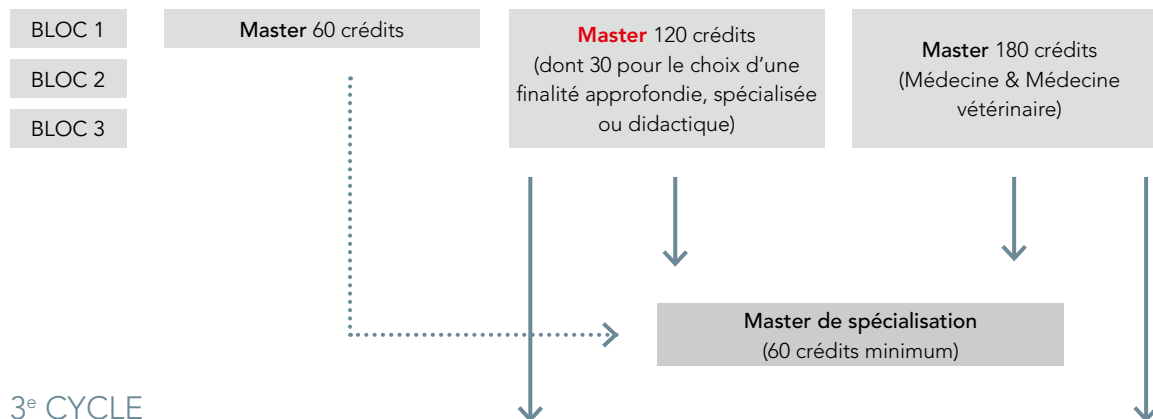 BLOC 1
BLOC 2
BLOC 3
Master 60 crédits
Master 120 crédits
(dont 30 pour le choix d’une
finalité approfondie, spécialisée
ou didactique)
Master 180 crédits
(Médecine & Médecine
vétérinaire)
Master de spécialisation
(60 crédits minimum)
3e CYCLE